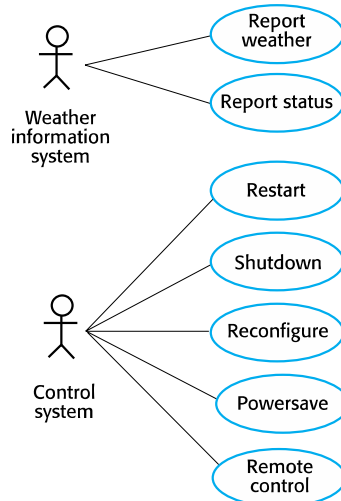 Report
weather
Report status
Weather
information
system
Restart
Shutdown
Reconfigure
Powersave
Remote
control
Control
system